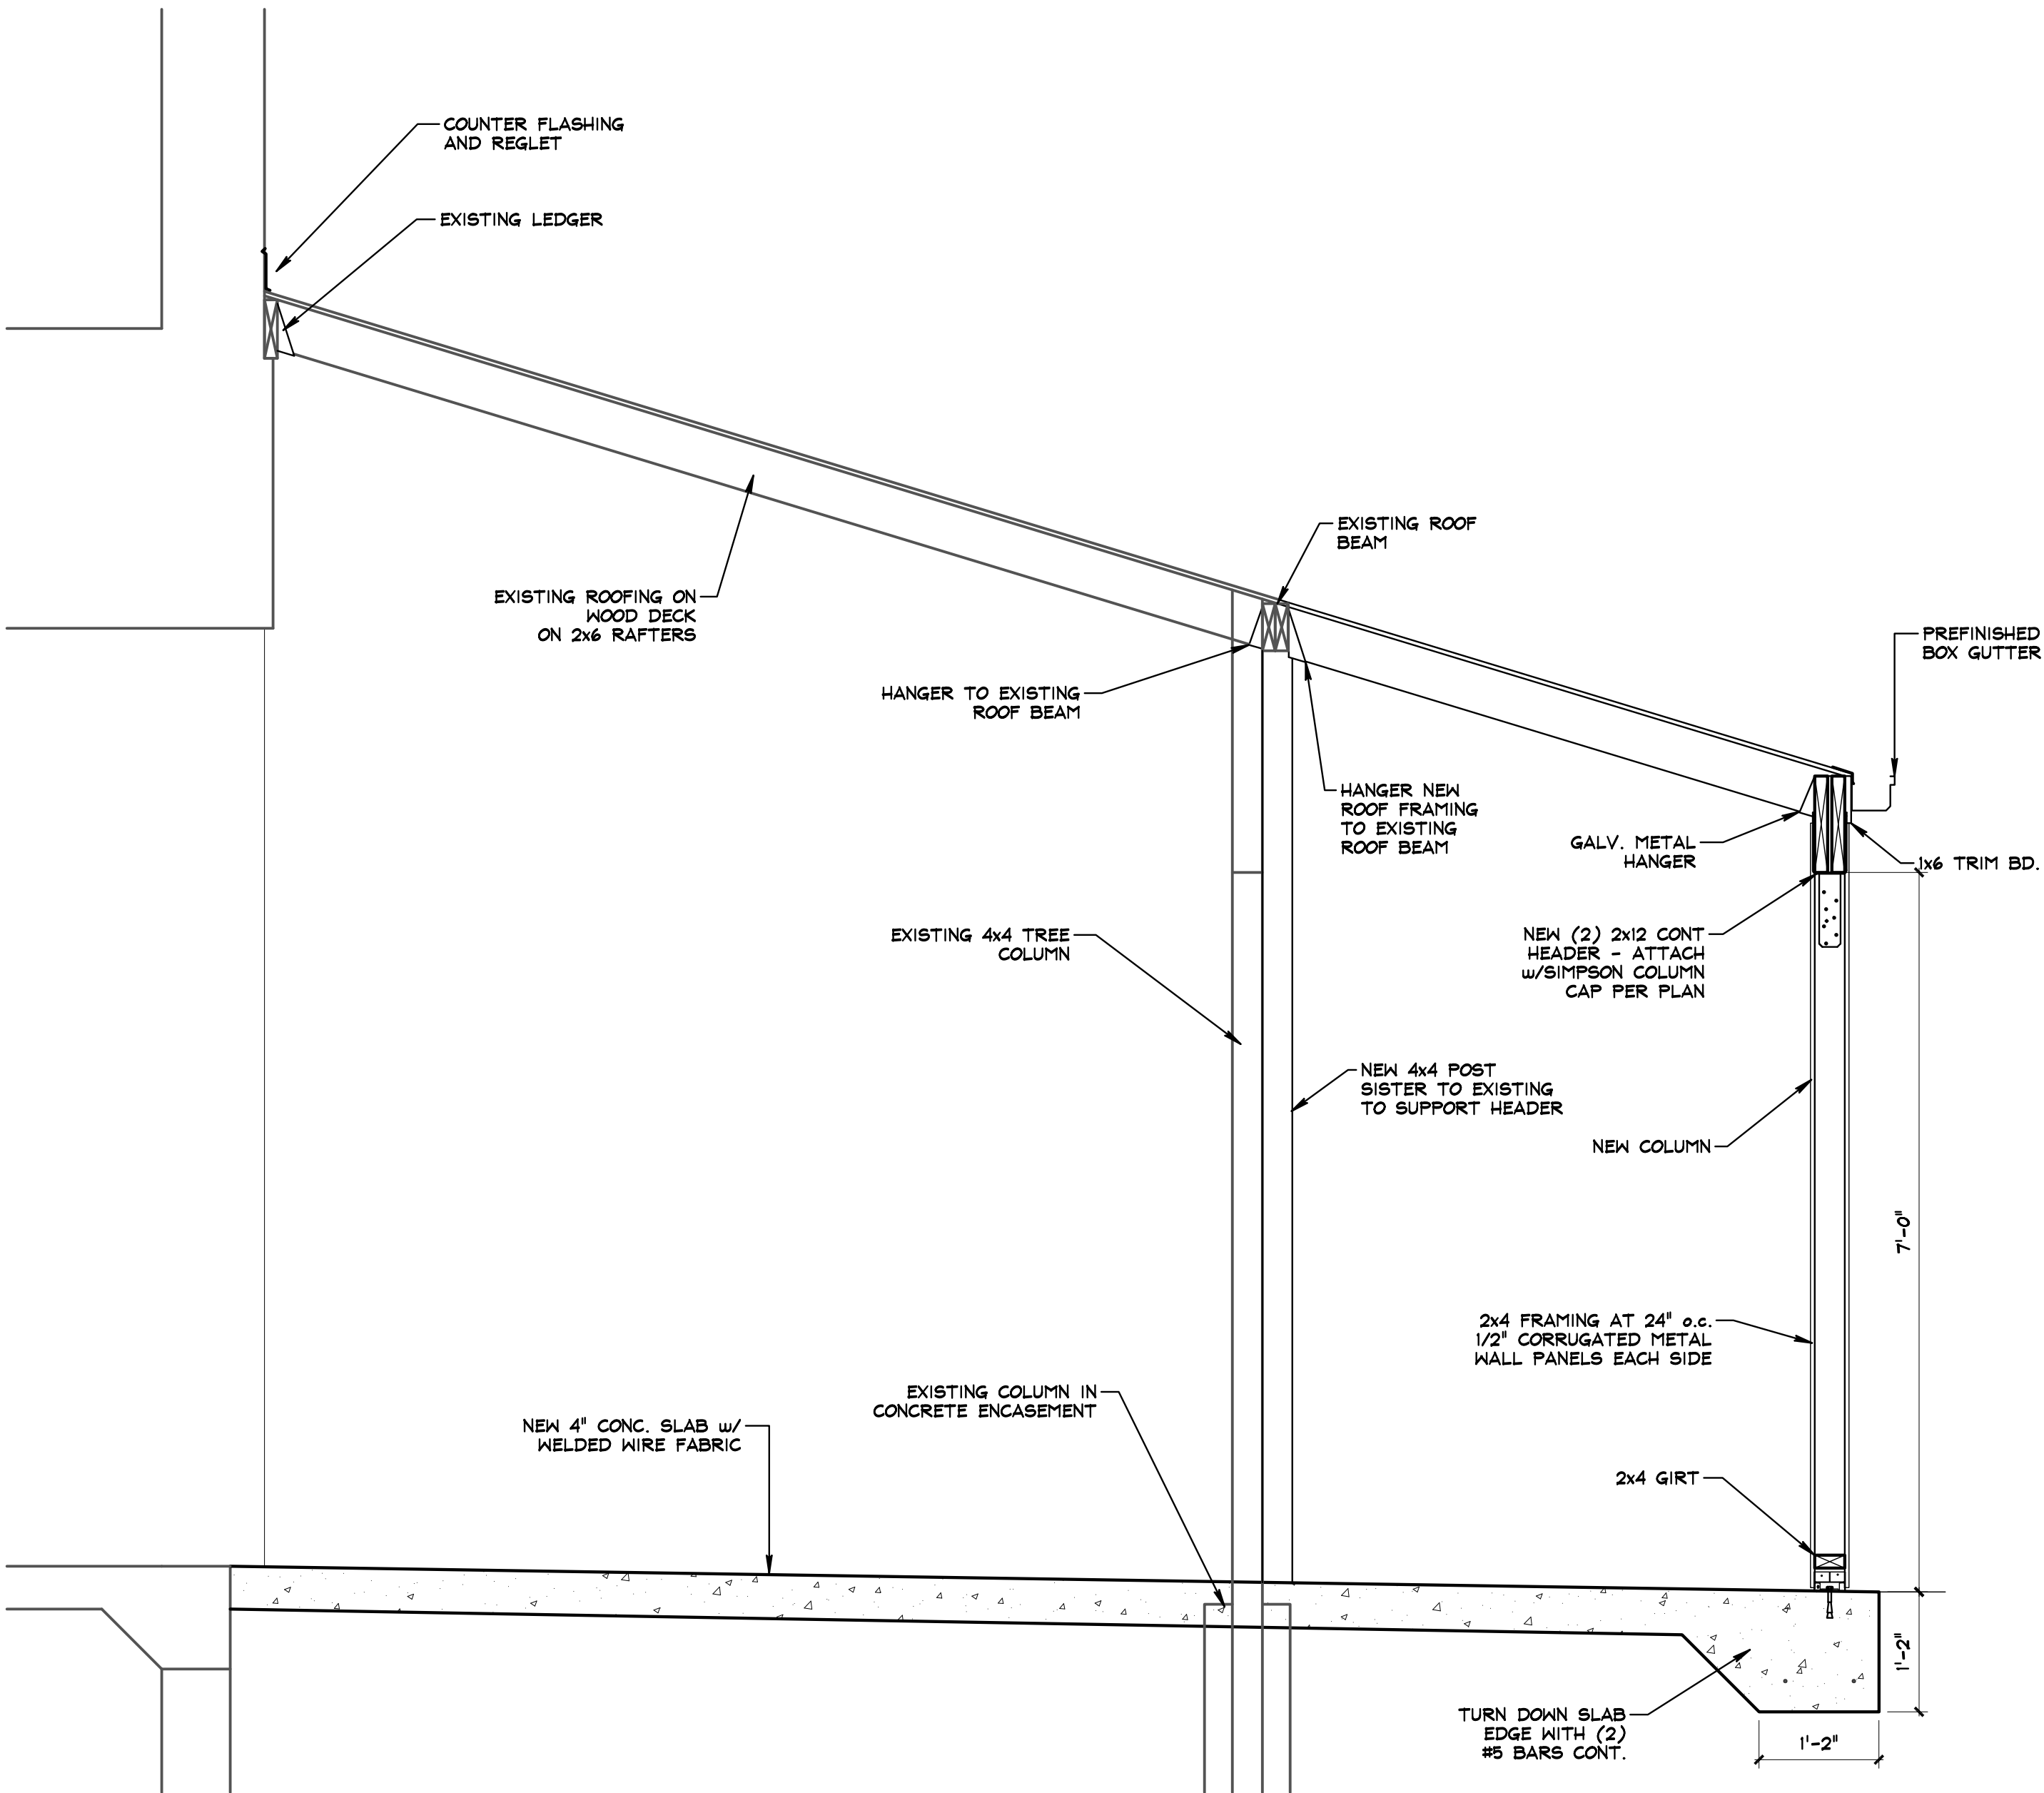 COUNTER FLASHING
AND REGLET
EXISTING LEDGER
EXISTING ROOF
BEAM
EXISTING ROOFING ON
WOOD DECK
ON 2x6 RAFTERS
PREFINISHED
BOX GUTTER
HANGER TO EXISTING
ROOF BEAM
HANGER NEW
ROOF FRAMING
TO EXISTING
ROOF BEAM
GALV. METAL
HANGER
1x6 TRIM BD.
EXISTING 4x4 TREE
COLUMN
NEW (2) 2x12 CONT
HEADER - ATTACH
w/SIMPSON COLUMN
CAP PER PLAN
NEW 4x4 POST
SISTER TO EXISTING
TO SUPPORT HEADER
NEW COLUMN
7'-0"
2x4 FRAMING AT 24" o.c.
1/2" CORRUGATED METAL
WALL PANELS EACH SIDE
EXISTING COLUMN IN
CONCRETE ENCASEMENT
NEW 4" CONC. SLAB w/
WELDED WIRE FABRIC
2x4 GIRT
1'-2"
TURN DOWN SLAB
EDGE WITH (2)
#5 BARS CONT.
1'-2"